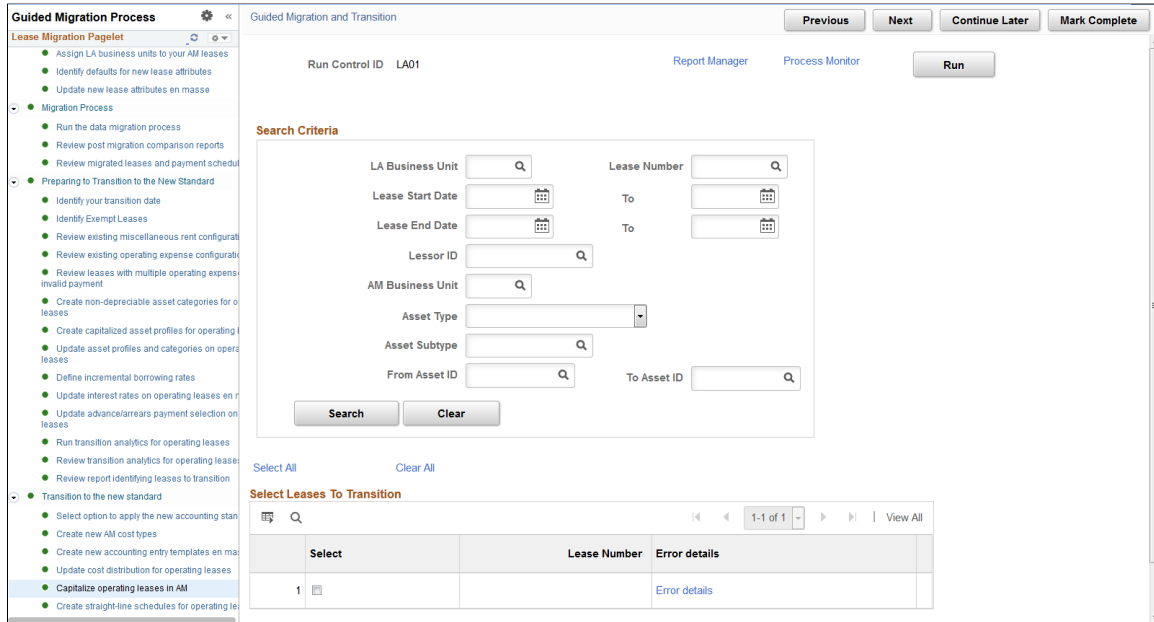 Guided Migration Process
«
Lease Migration Pagelet
Assign LA business units to your AM leases
Identify defaults for new lease attributes
Update new lease attributes en masse
Migration Process
Run the data migration process
Review post migration comparison reports
Review migrated leases and payment schedul
Preparing to Transition to the New Standard
Identify your transition date
Identify Exempt Leases
Review existing miscellaneous rent configurati
Review existing operating expense configuratio
Review leases with multiple operating expense
invalid payment
Create non-depreciable asset categories for o
leases
Create capitalized asset profiles for operating l
Update asset profiles and categories on opera
leases
Define incremental borrowing rates
Update interest rates on operating leases en
Update advance/arrears payment selection on
leases
Run transition analytics for operating leases
Review transition analytics for operating lease
Review report identifying leases to transition
Transition to the new standard
Select option to apply the new accounting stan
Create new AM cost types
Create new accounting entry templates en mas
Update cost distribution for operating leases
Capitalize operating leases in AM
Create straight-line schedules for operating lea
Guided Migration and Transition
Previous Next Continue Later Mark Complete
Run Control ID LA01 Report Manager Process Monitor Run
Search Criteria
LA Business Unit Lease Number
Lease Start Date To
Lease End Date To
Lessor ID
AM Business Unit
Asset Type
Asset Subtype
From Asset ID To Asset ID
Search Clear
Select All Clear All
Select Leases To Transition
1-1 of 1 | View All
Select Lease Number Error details
1 Error details